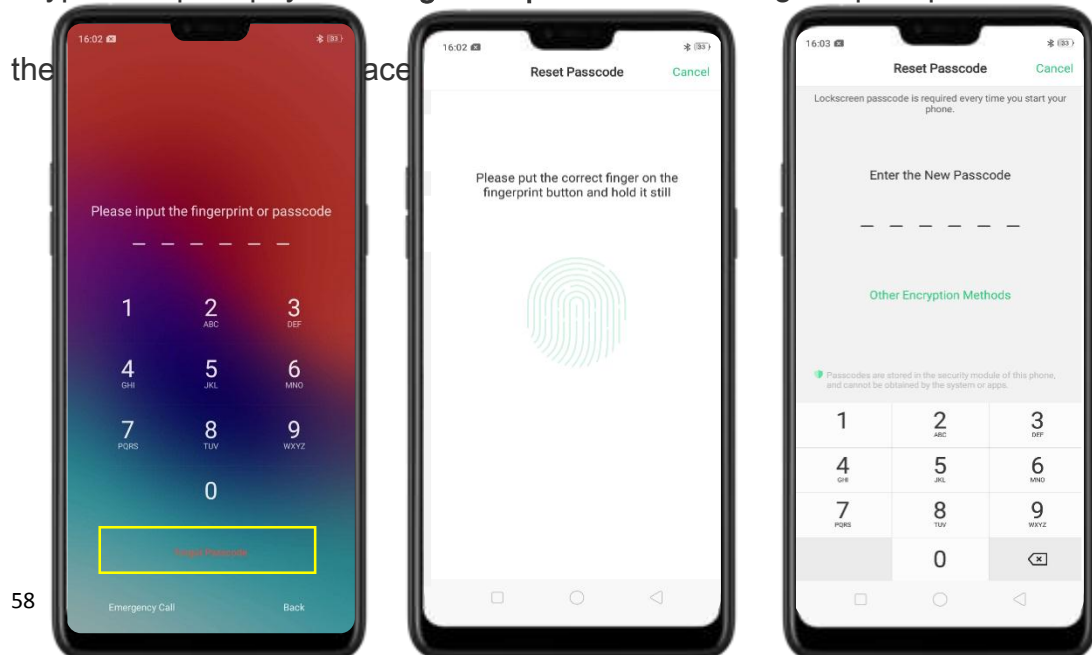 the
ace
58
16:02
33
Please input the fingerprint or passcode
1
2 ABC
3 DEF
4 GHI
5 JKL
6 MNO
7 PQRS
8 TUV
9 WXYZ
0
Forgot Passcode
Emergency Call
Back
16:02
33
Reset Passcode
Cancel
Please put the correct finger on the
fingerprint button and hold it still
16:03
33
Reset Passcode
Cancel
Lockscreen passcode is required every time you start your
phone.
Enter the New Passcode
Other Encryption Methods
Passcodes are stored in the security module of this phone,
and cannot be obtained by the system or apps.
1
2 ABC
3 DEF
4 GHI
5 JKL
6 MNO
7 PQRS
8 TUV
9 WXYZ
0